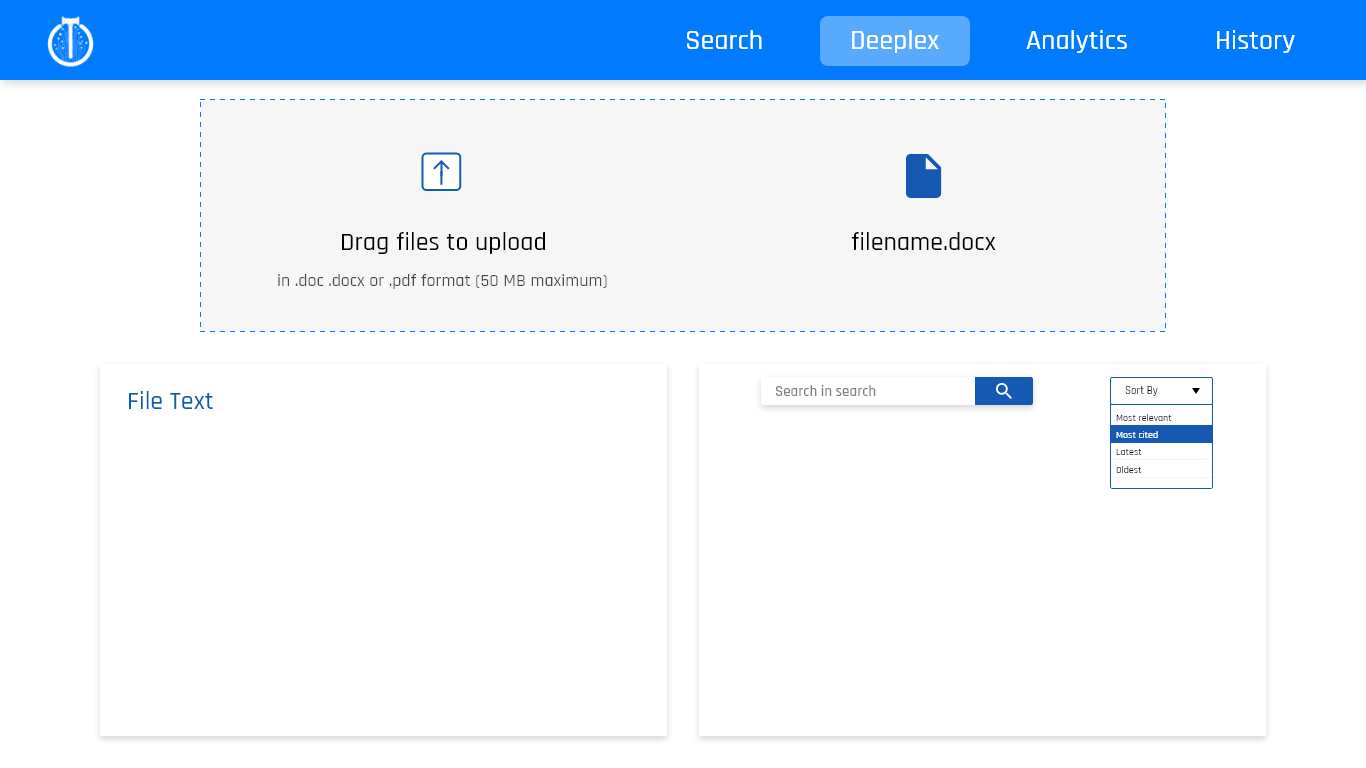 Search
Deeplex
Analytics
History
Drag files to upload
in .doc .docx or .pdf format (50 MB maximum)
filename.docx
File Text
Search in search
Sort By
Most relevant
Most cited
Latest
Oldest